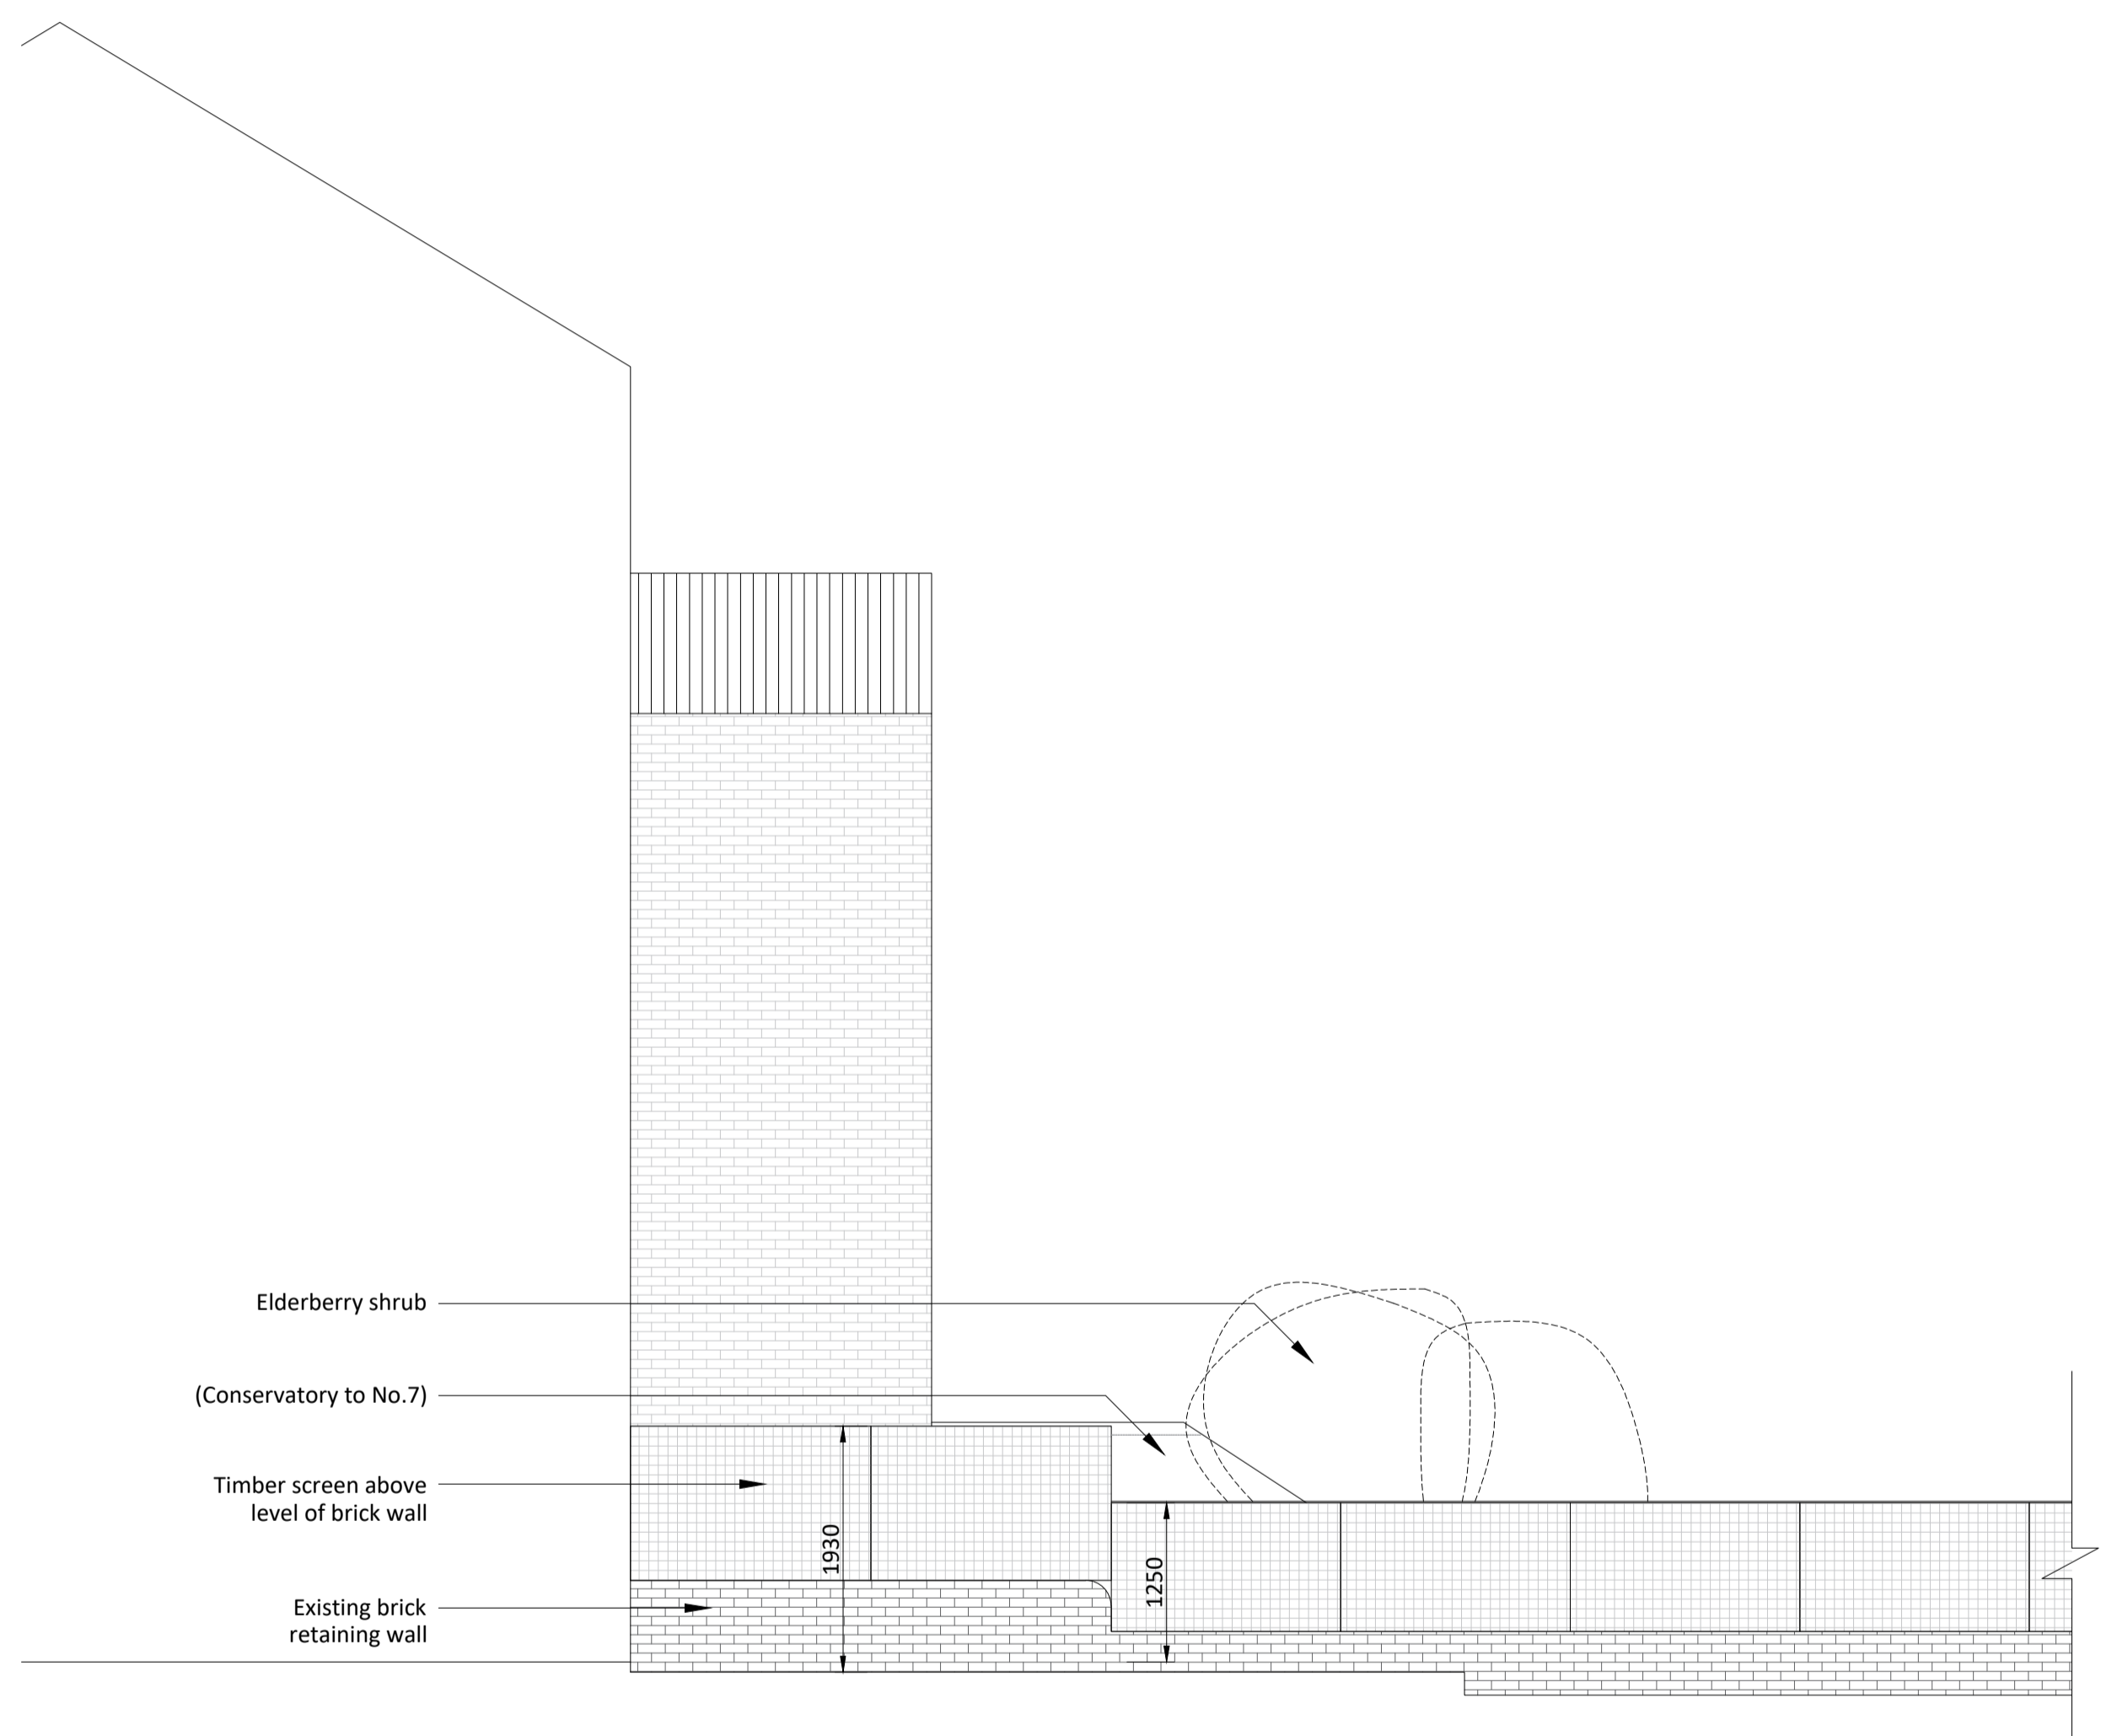 Elderberry shrub
(Conservatory to No.7)
Timber screen above
level of brick wall
1930
1250
Existing brick
retaining wall